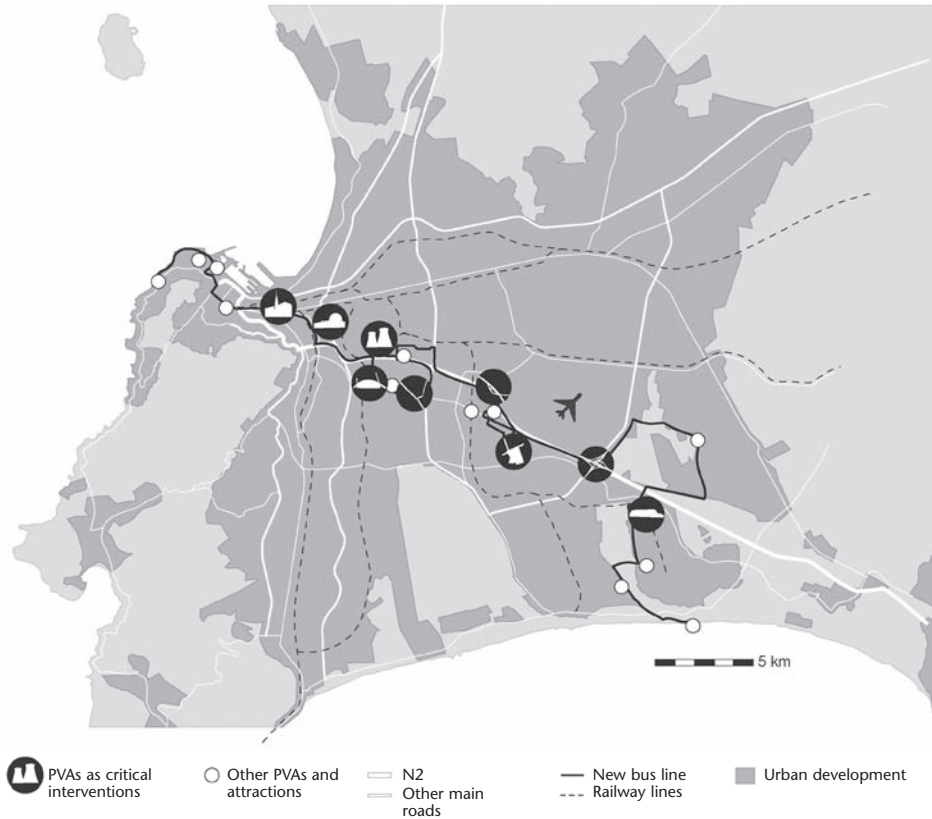 5 km
PVAs as critical
interventions
Other PVAs and
attractions
N2
Other main
roads
New bus line
Railway lines
Urban development